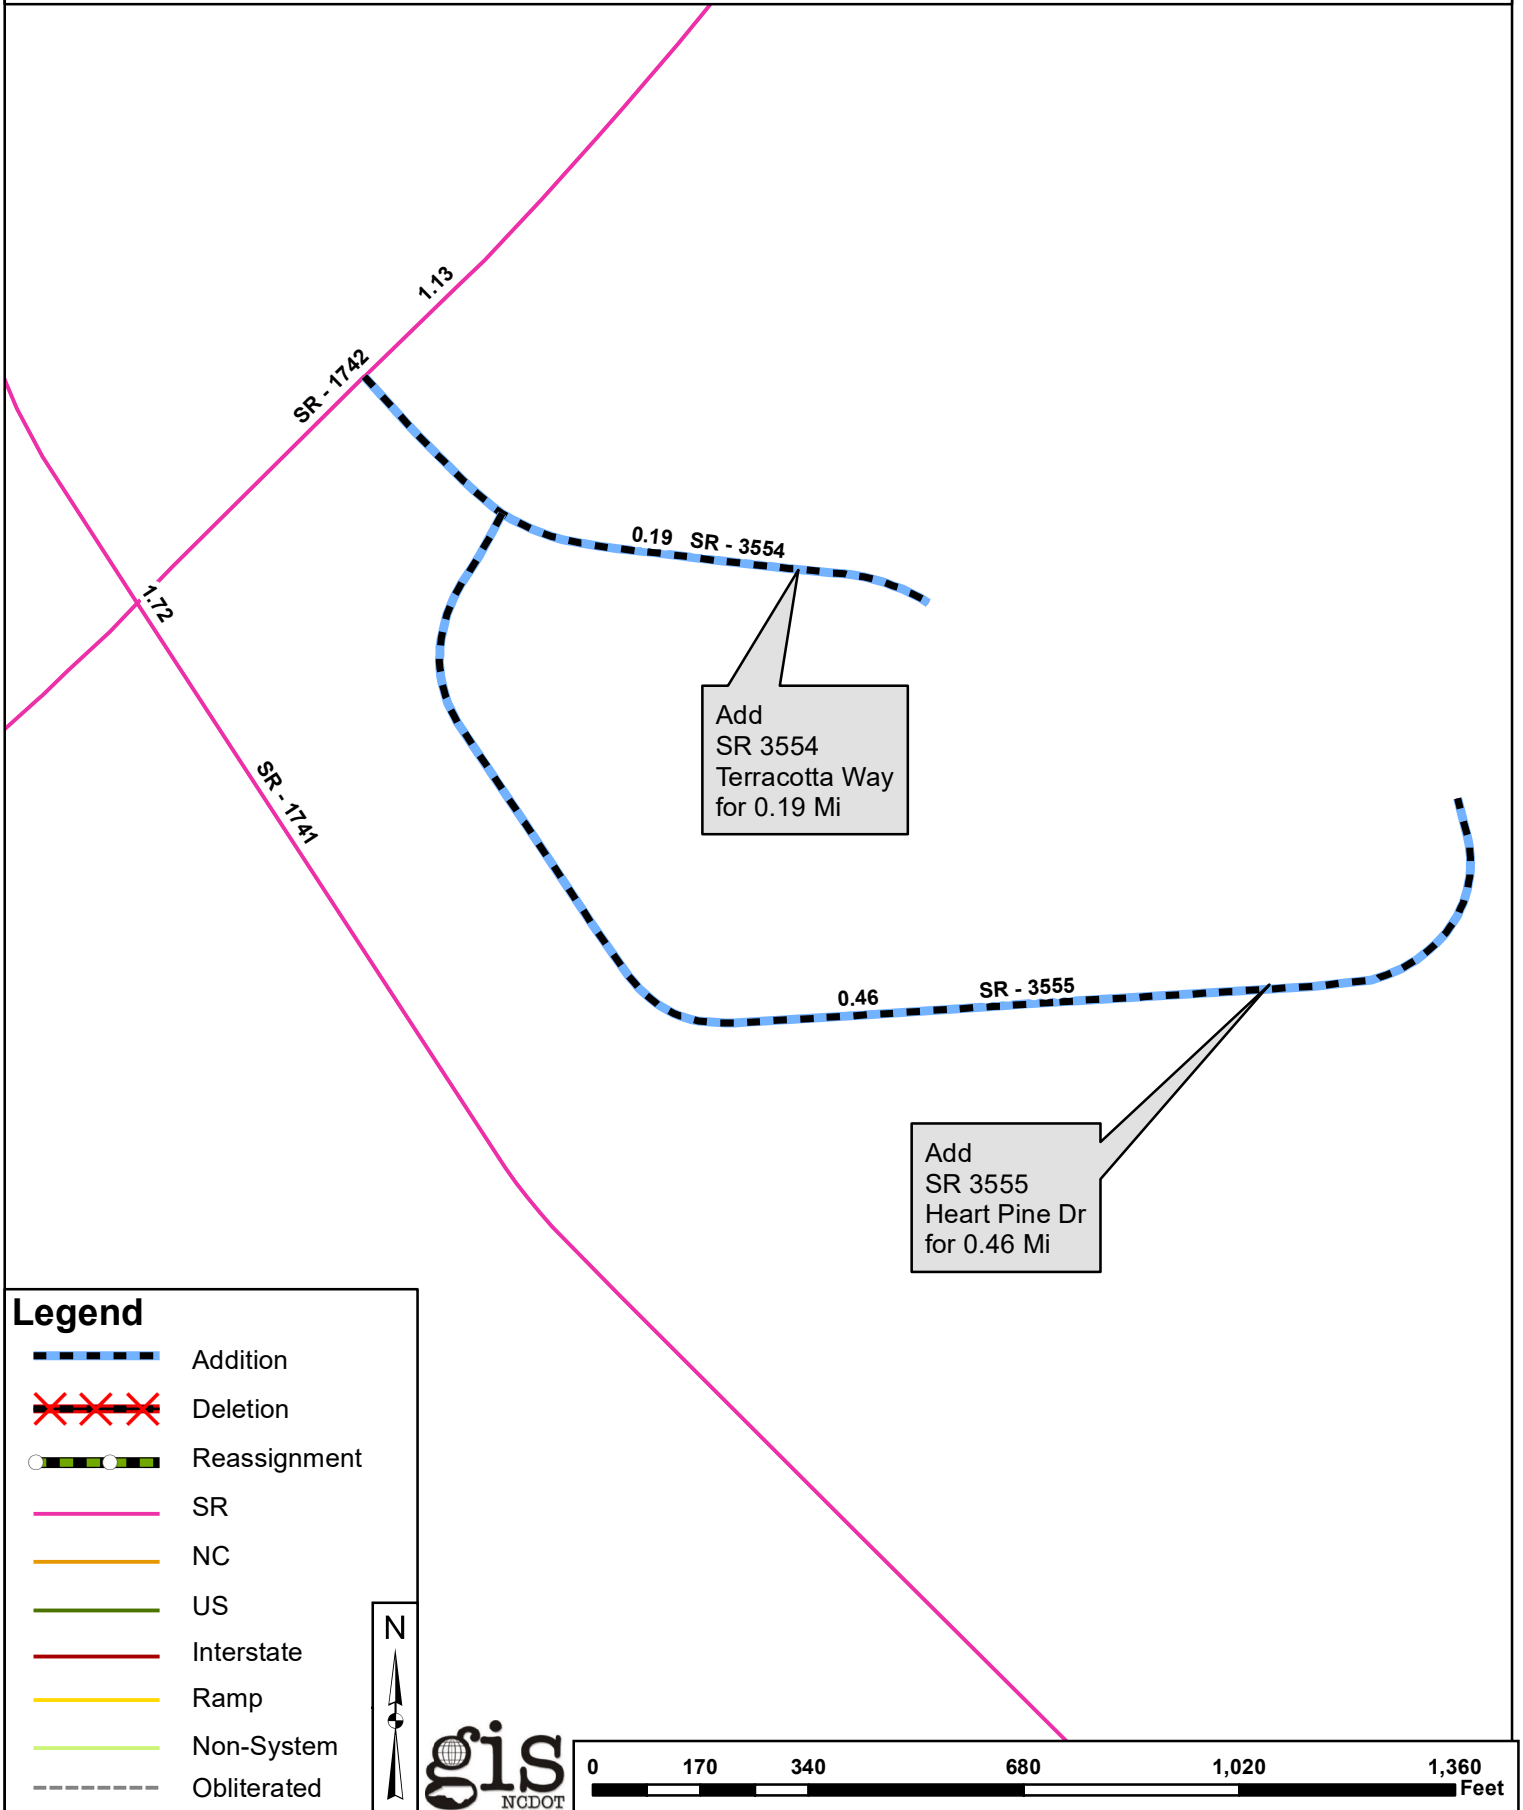 1.13
SR - 1742
0.19 SR - 3554
1.72
Add
SR 3554
Terracotta Way
for 0.19 Mi
SR - 1741
0.46 SR - 3555
Add
SR 3555
Heart Pine Dr
for 0.46 Mi
Legend
Addition
Deletion
Reassignment
SR
NC
US
Interstate
Ramp
Non-System
Obliterated
N
gis
NCDOT
0 170 340 680 1,020 1,360
Feet